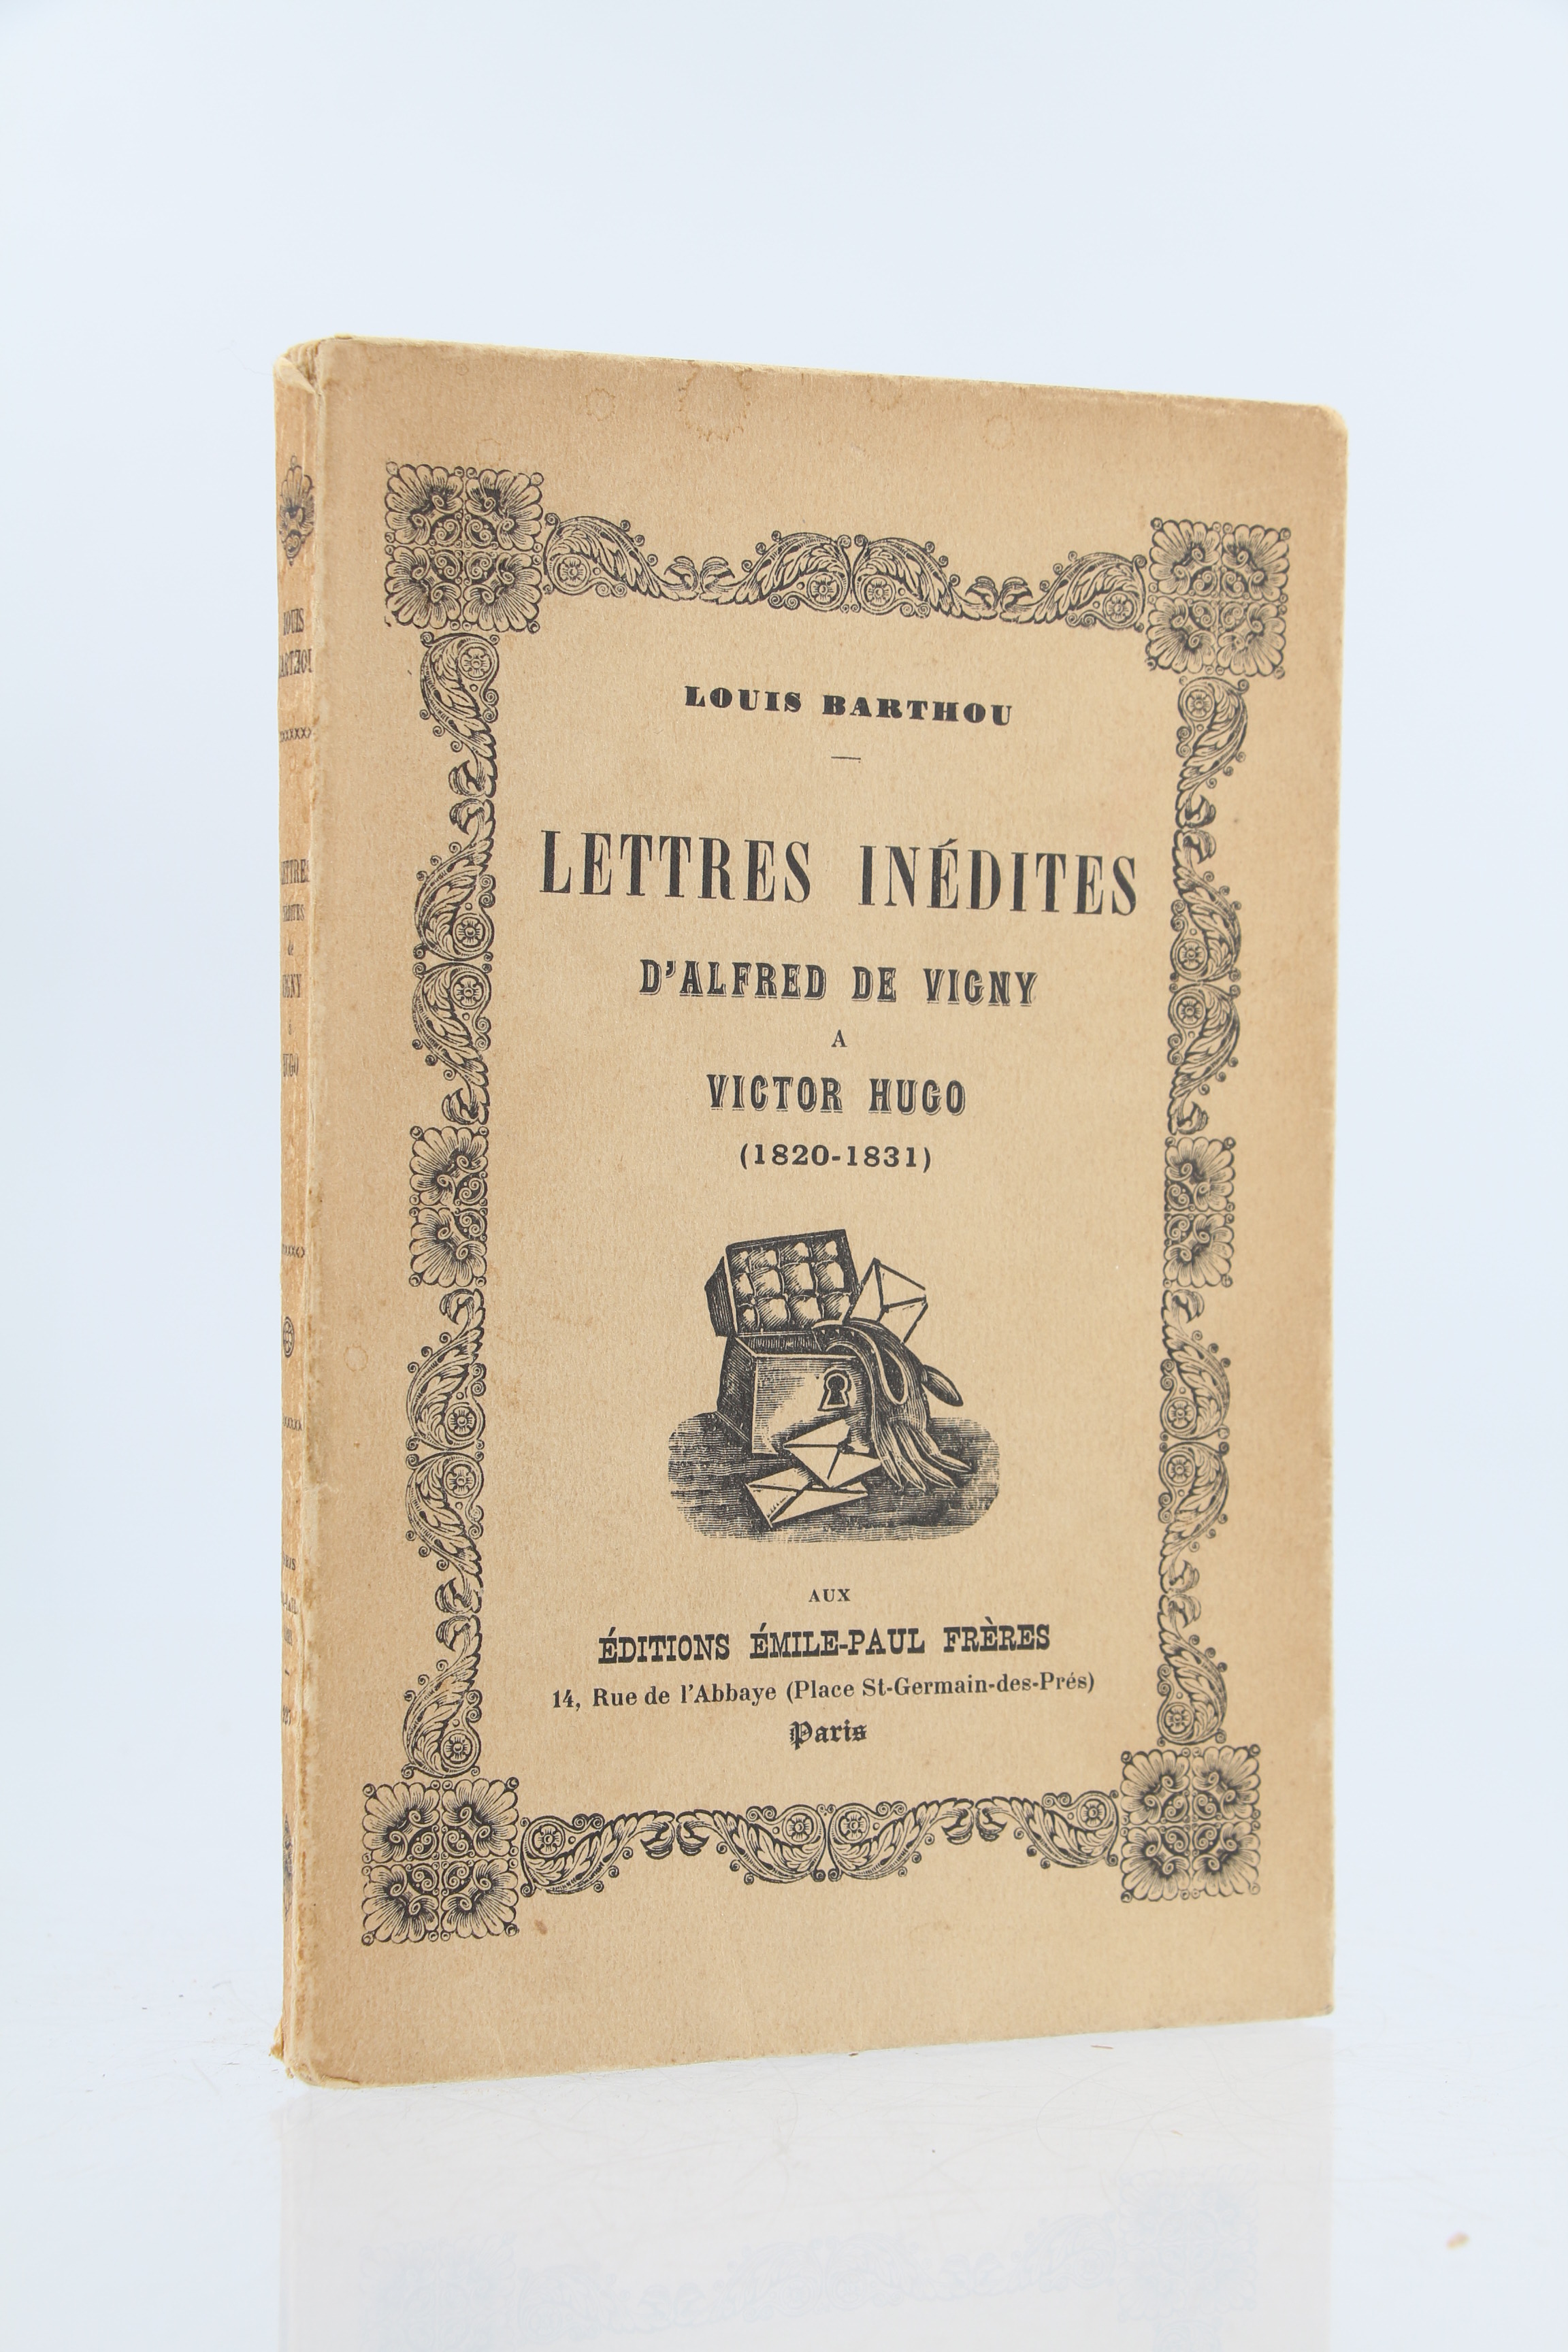 LOUIS BARTHOU
LETTRES INÉDITES
D'ALFRED DE VIGNY
A
VICTOR HUGO
(1820-1831)
AUX
ÉDITIONS ÉMILE-PAUL FRÈRES
14, Rue de l'Abbaye (Place St-Germain-des-Prés)
Paris
LOUIS